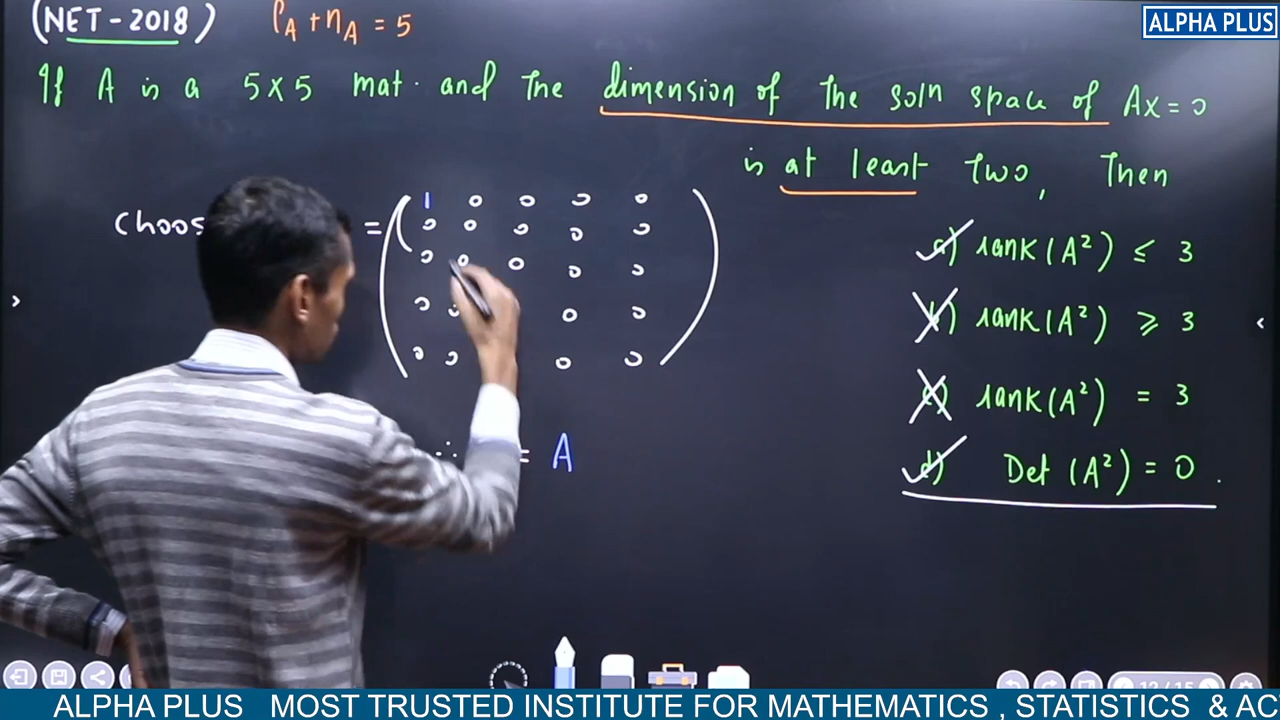 (NET-2018) ρA + nA = 5
ALPHA PLUS
If A is a 5×5 mat. and the dimension of the soln space of Ax=0
is at least two, Then
=
1 0 0 0 0
0 0 0 0 0
0 0 0 0 0
0 0 0
0 0 0 0
a) rank(A²) ≤ 3
b) rank(A²) ≥ 3
c) rank(A²) = 3
d) Det (A²) = 0.
∴ = A
12/15
ALPHA PLUS MOST TRUSTED INSTITUTE FOR MATHEMATICS , STATISTICS & AC